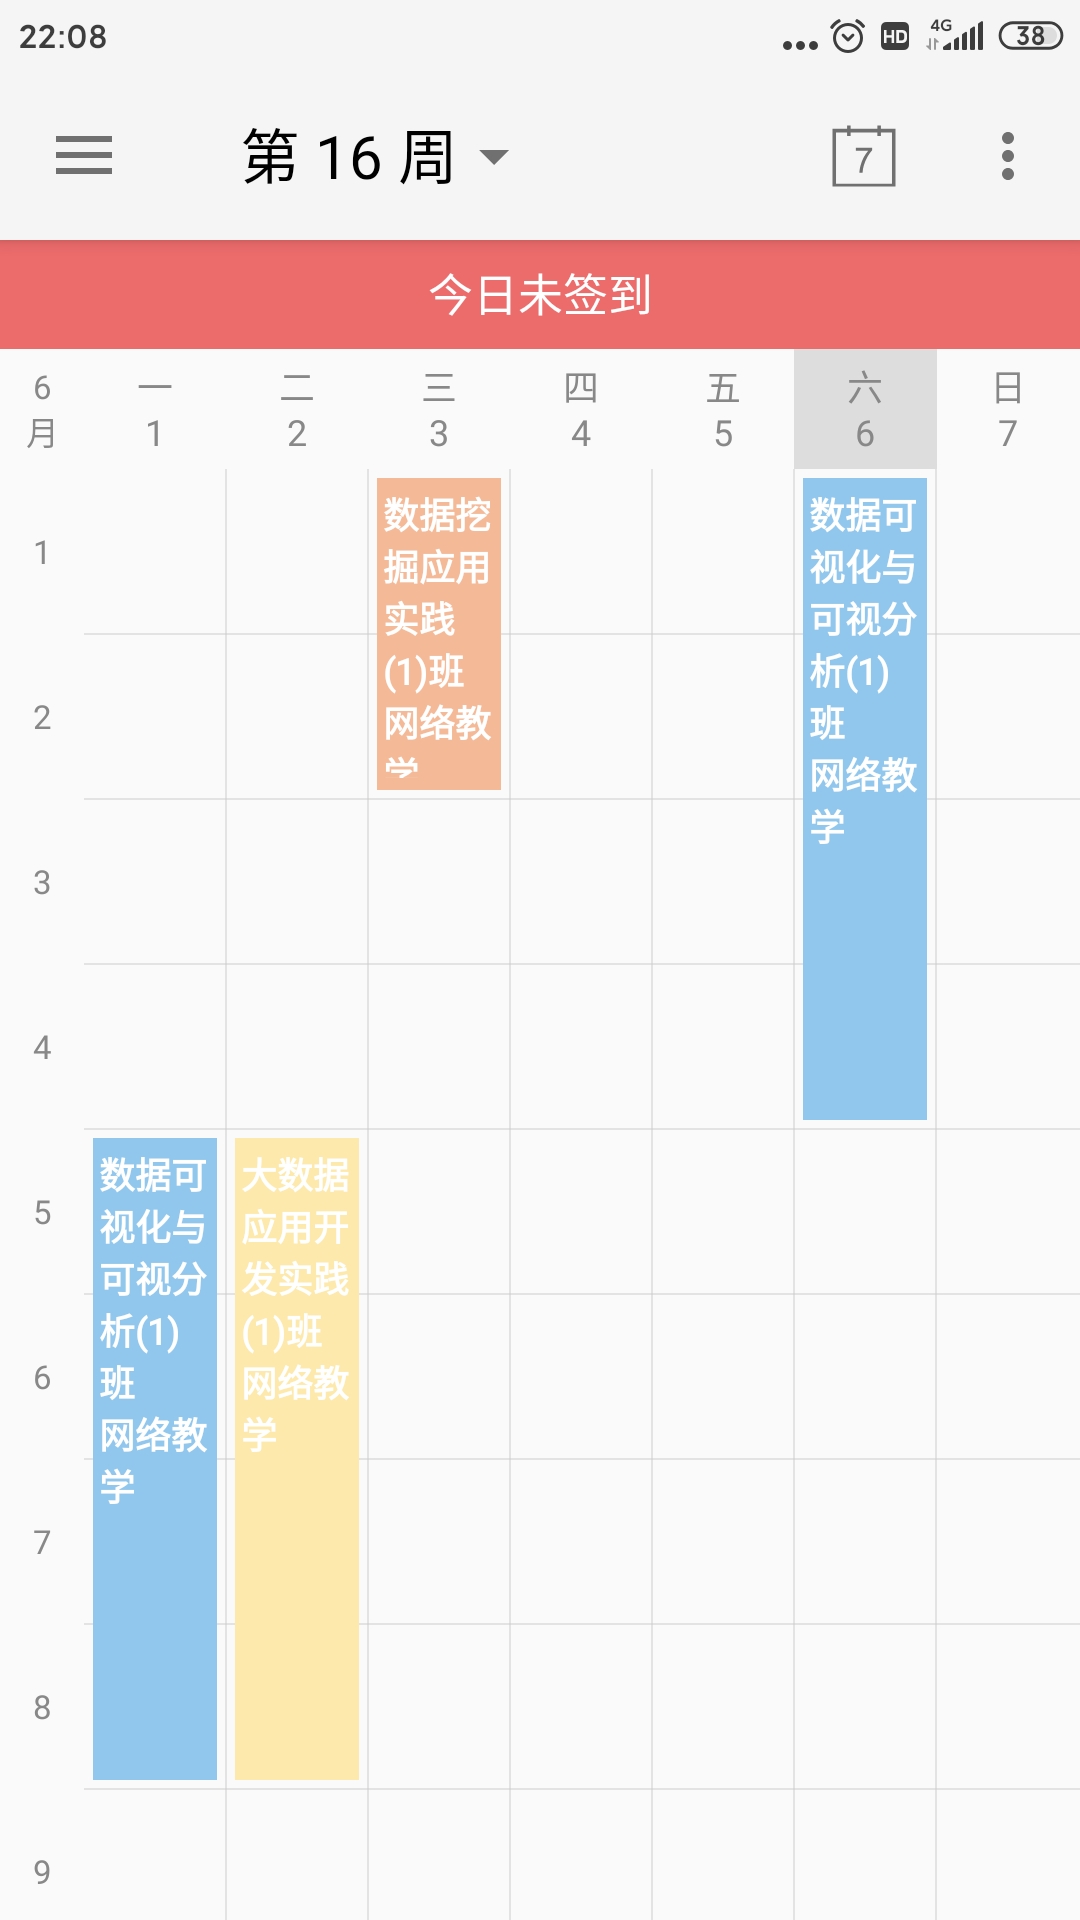 22:08
4G
HD
38
第 16 周
7
今日未签到
6
月
一
1
二
2
三
3
四
4
五
5
六
6
日
7
1
2
3
4
5
6
7
8
9
数据挖
掘应用
实践
(1)班
网络教
学
数据可
视化与
可视分
析(1)
班
网络教
学
数据可
视化与
可视分
析(1)
班
网络教
学
大数据
应用开
发实践
(1)班
网络教
学